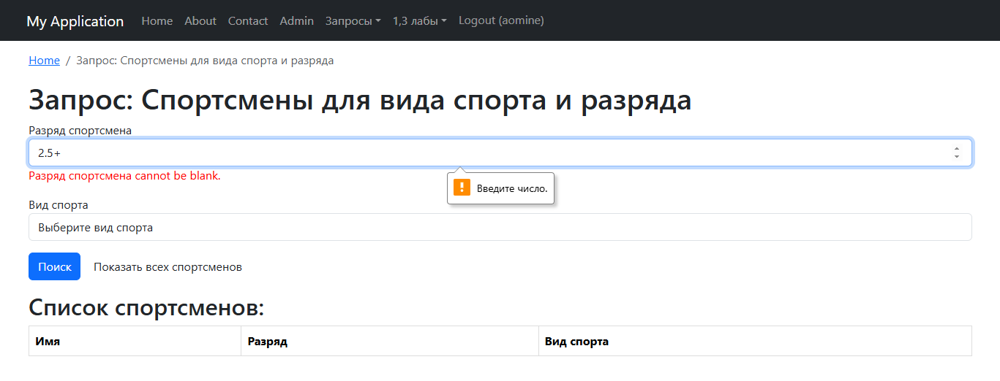 My Application Home About Contact Admin Запросы 1,3 лабы Logout (aomine)
Home / Запрос: Спортсмены для вида спорта и разряда
Запрос: Спортсмены для вида спорта и разряда
Разряд спортсмена
2.5+
Разряд спортсмена cannot be blank.
Введите число.
Вид спорта
Выберите вид спорта
Поиск Показать всех спортсменов
Список спортсменов:
Имя Разряд Вид спорта